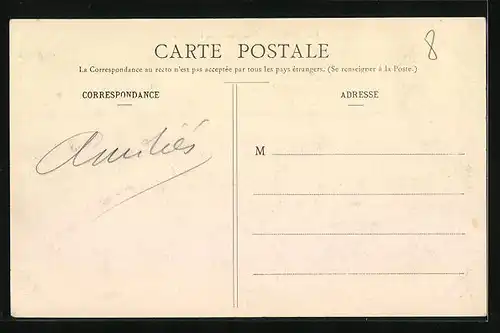 CARTE POSTALE
8
La Correspondance au recto n'est pas acceptée par tous les pays étrangers. (Se renseigner à la Poste.)
CORRESPONDANCE
ADRESSE
Amitiés
M